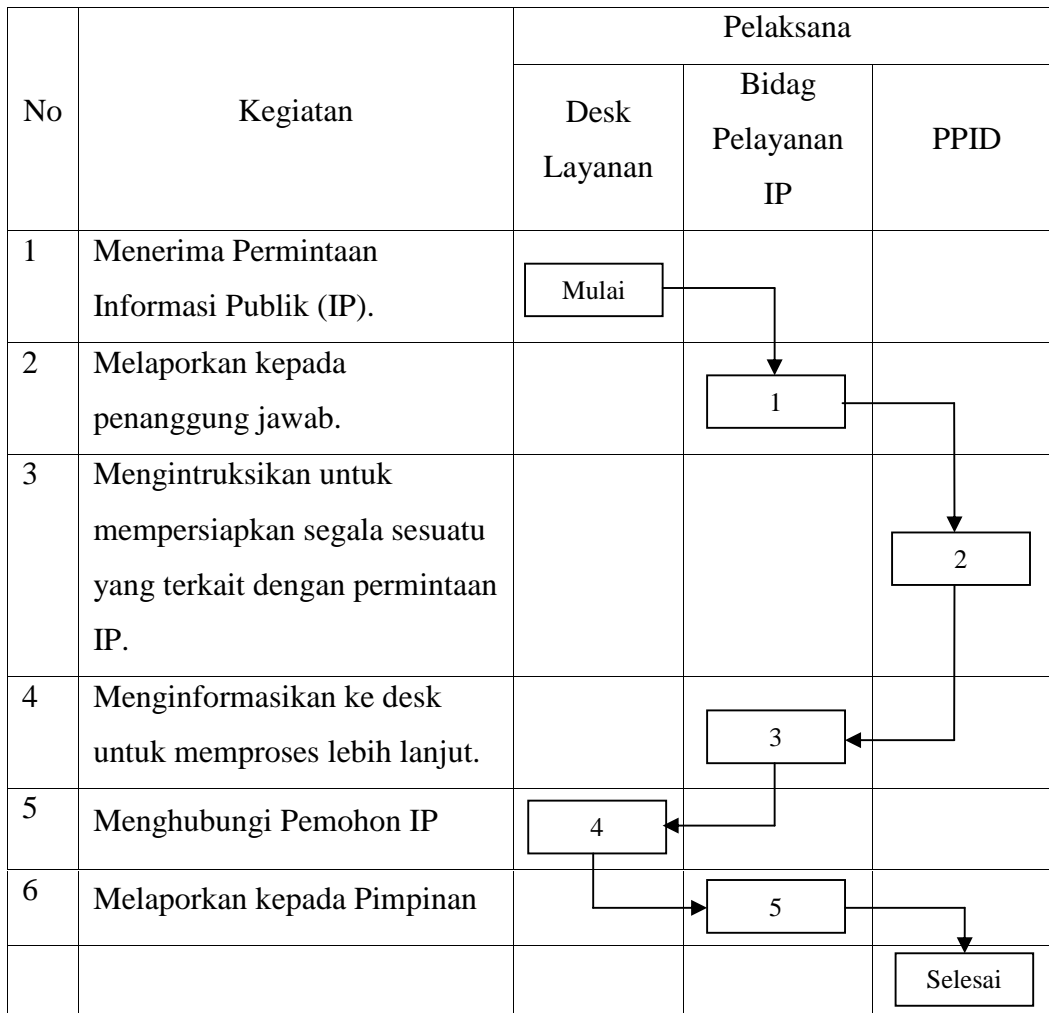 Pelaksana
No
Kegiatan
Desk
Layanan
Bidag
Pelayanan
IP
PPID
1
Menerima Permintaan
Informasi Publik (IP).
Mulai
2
Melaporkan kepada
penanggung jawab.
1
3
Mengintruksikan untuk
mempersiapkan segala sesuatu
yang terkait dengan permintaan
IP.
2
4
Menginformasikan ke desk
untuk memproses lebih lanjut.
3
5
Menghubungi Pemohon IP
4
6
Melaporkan kepada Pimpinan
5
Selesai